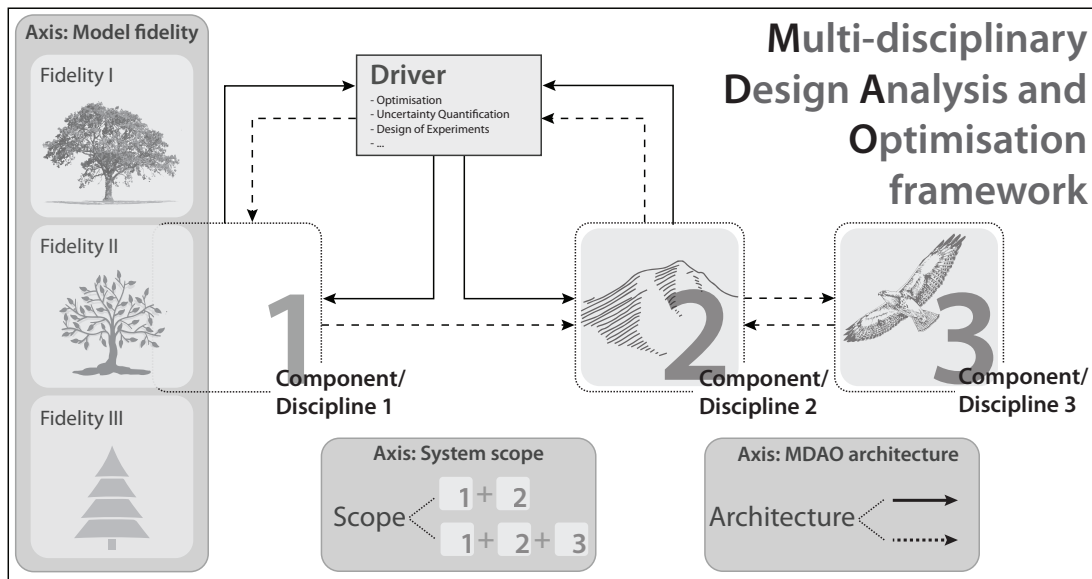 Axis: Model fidelity
Fidelity I
Fidelity II
Fidelity III
Driver
- Optimisation
- Uncertainty Quantification
- Design of Experiments
- ...
Multi-disciplinary
Design Analysis and
Optimisation
framework
1
Component/
Discipline 1
2
Component/
Discipline 2
3
Component/
Discipline 3
Axis: System scope
Scope
1 + 2
1 + 2 + 3
Axis: MDAO architecture
Architecture